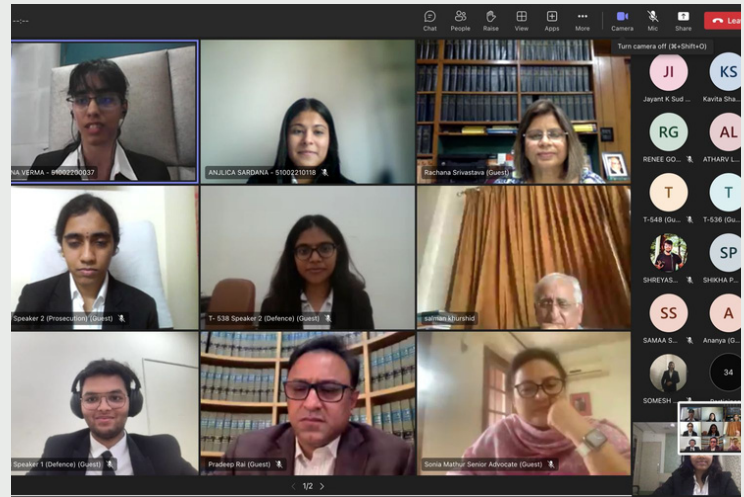 --:--
Chat People Raise View Apps More Camera Mic Share Lea
Turn camera off (⌘+Shift+O)
NA VERMA - 51002200037
ANJLICA SARDANA - 51002210118
Rachana Srivastava (Guest)
JI KS
Jayant K Sud ... Kavita Sha...
RG AL
RENEE GO... ATHARV L...
Speaker 2 (Prosecution) (Guest)
T- 538 Speaker 2 (Defence) (Guest)
salman khurshid
T T
T-548 (Gu... T-536 (Gu...
SP
SHREYAS... SHIKHA P...
SS A
SAMAA S... Ananya (G...
34
SOMESH ...
Speaker 1 (Defence) (Guest)
Pradeep Rai (Guest)
Sonia Mathur Senior Advocate (Guest)
< 1/2 >